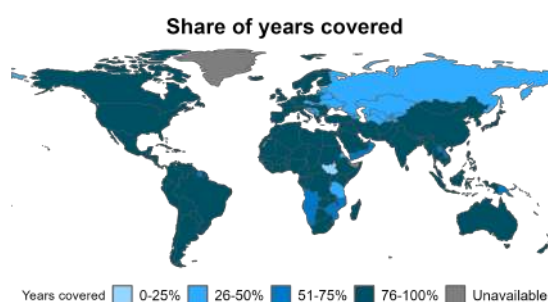 Share of years covered
Years covered 0-25% 26-50% 51-75% 76-100% Unavailable